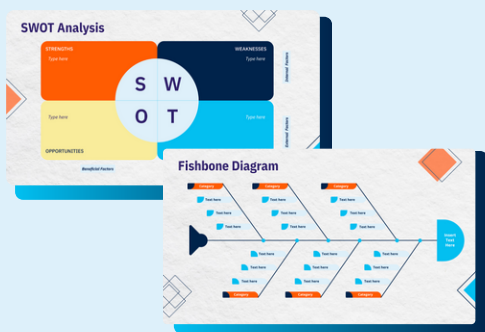 SWOT Analysis
STRENGTHS
WEAKNESSES
Type here
Type here
Internal Factors
S W
O T
Type here
Type here
Internal Factors
OPPORTUNITIES
Beneficial Factors
Fishbone Diagram
Category Category Category
Text here Text here Text here
Text here Text here Text here
Text here Text here Text here
Insert
Text
Here
Text here Text here Text here
Text here Text here Text here
Text here Text here Text here
Category Category Category